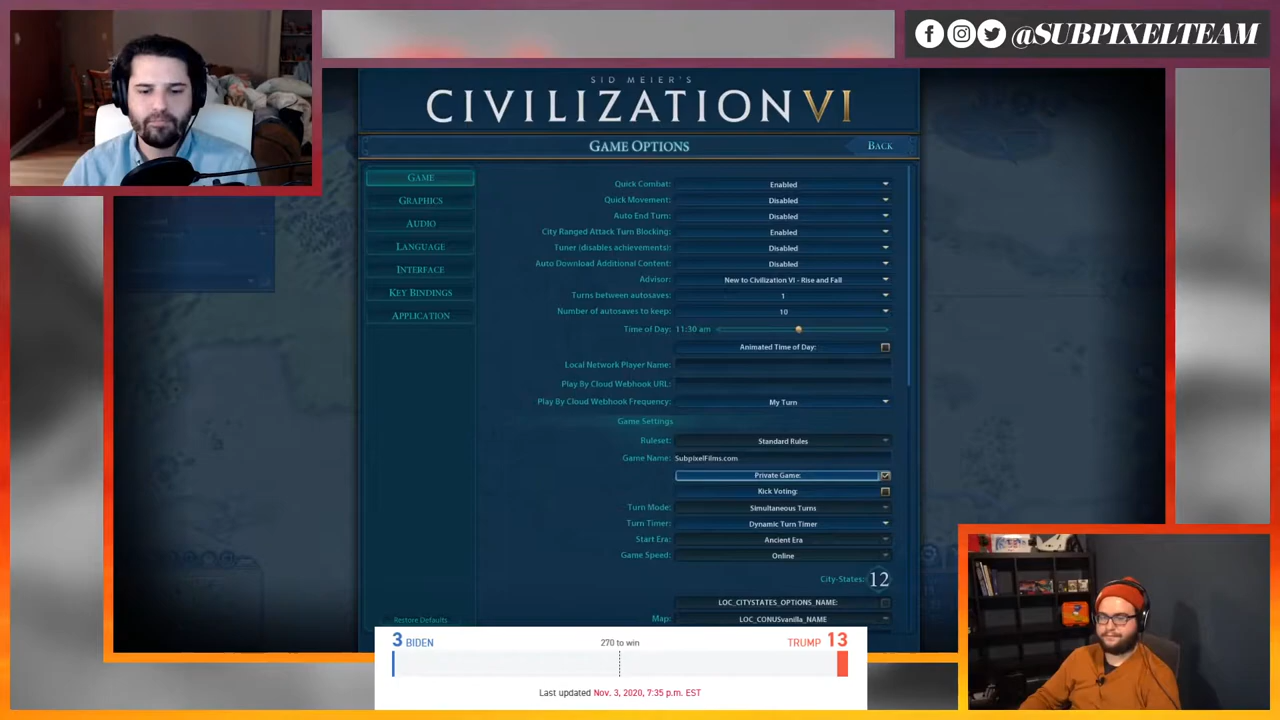 @SUBPIXELTEAM
SID MEIER'S
CIVILIZATION VI
GAME OPTIONS
BACK
GAME
GRAPHICS
AUDIO
LANGUAGE
INTERFACE
KEY BINDINGS
APPLICATION
Quick Combat: Enabled
Quick Movement: Disabled
Auto End Turn: Disabled
City Ranged Attack Turn Blocking: Enabled
Tuner (disables achievements): Disabled
Auto Download Additional Content: Disabled
Advisor: New to Civilization VI - Rise and Fall
Turns between autosaves: 1
Number of autosaves to keep: 10
Time of Day: 11:30 am
Animated Time of Day:
Local Network Player Name:
Play By Cloud Webhook URL:
Play By Cloud Webhook Frequency: My Turn
Game Settings
Ruleset: Standard Rules
Game Name: SubpixelFilms.com
Private Game:
Kick Voting:
Turn Mode: Simultaneous Turns
Turn Timer: Dynamic Turn Timer
Start Era: Ancient Era
Game Speed: Online
City-States: 12
LOC_CITYSTATES_OPTIONS_NAME:
Map: LOC_CONUSvanilla_NAME
Restore Defaults
3 BIDEN
270 to win
TRUMP 13
Last updated Nov. 3, 2020, 7:35 p.m. EST